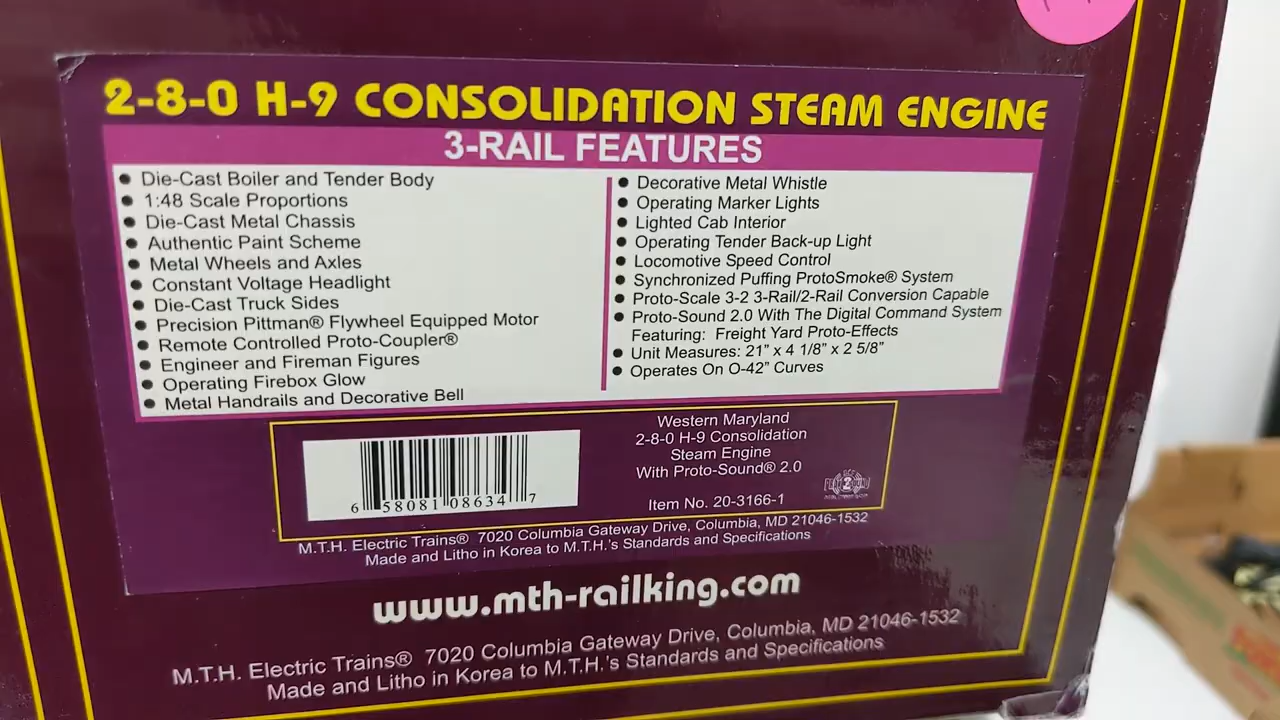 2-8-0 H-9 CONSOLIDATION STEAM ENGINE
3-RAIL FEATURES
• Die-Cast Boiler and Tender Body
• 1:48 Scale Proportions
• Die-Cast Metal Chassis
• Authentic Paint Scheme
• Metal Wheels and Axles
• Constant Voltage Headlight
• Die-Cast Truck Sides
• Precision Pittman® Flywheel Equipped Motor
• Remote Controlled Proto-Coupler®
• Engineer and Fireman Figures
• Operating Firebox Glow
• Metal Handrails and Decorative Bell
• Decorative Metal Whistle
• Operating Marker Lights
• Lighted Cab Interior
• Operating Tender Back-up Light
• Locomotive Speed Control
• Synchronized Puffing ProtoSmoke® System
• Proto-Scale 3-2 3-Rail/2-Rail Conversion Capable
• Proto-Sound 2.0 With The Digital Command System
Featuring: Freight Yard Proto-Effects
• Unit Measures: 21” x 4 1/8” x 2 5/8”
• Operates On O-42” Curves
6 58081 08634 7
Western Maryland
2-8-0 H-9 Consolidation
Steam Engine
With Proto-Sound® 2.0
Item No. 20-3166-1
M.T.H. Electric Trains® 7020 Columbia Gateway Drive, Columbia, MD 21046-1532
Made and Litho in Korea to M.T.H.'s Standards and Specifications
www.mth-railking.com
M.T.H. Electric Trains® 7020 Columbia Gateway Drive, Columbia, MD 21046-1532
Made and Litho in Korea to M.T.H.'s Standards and Specifications